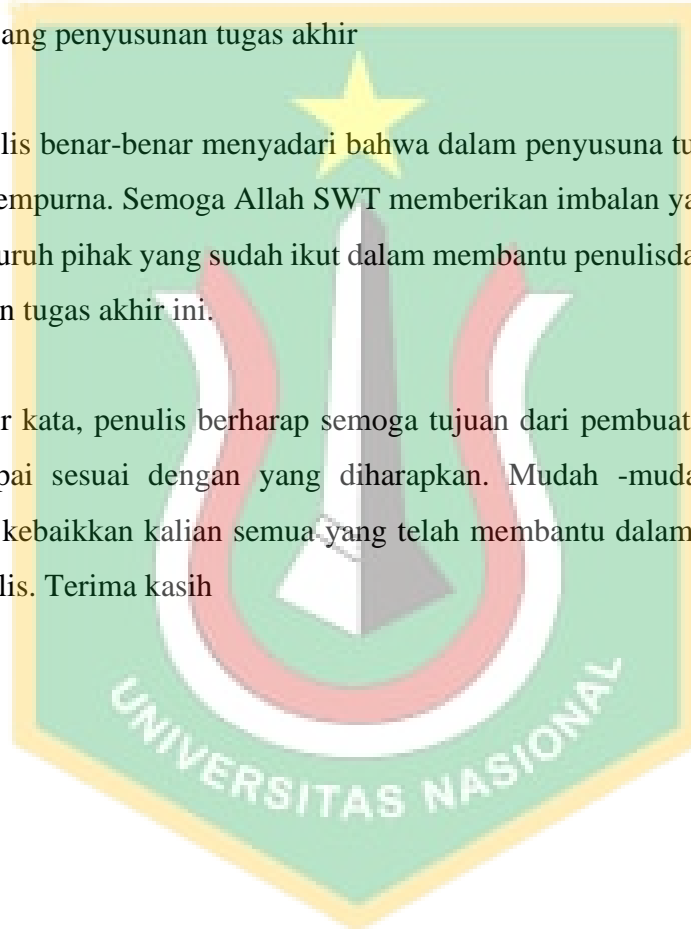 ang penyusunan tugas akhir
lis benar-benar menyadari bahwa dalam penyusuna tu
empurna. Semoga Allah SWT memberikan imbalan ya
uruh pihak yang sudah ikut dalam membantu penulisda
n tugas akhir ini.
r kata, penulis berharap semoga tujuan dari pembuat
pai sesuai dengan yang diharapkan. Mudah -muda
kebaikkan kalian semua yang telah membantu dalam
lis. Terima kasih
UNIVERSITAS NASIONAL